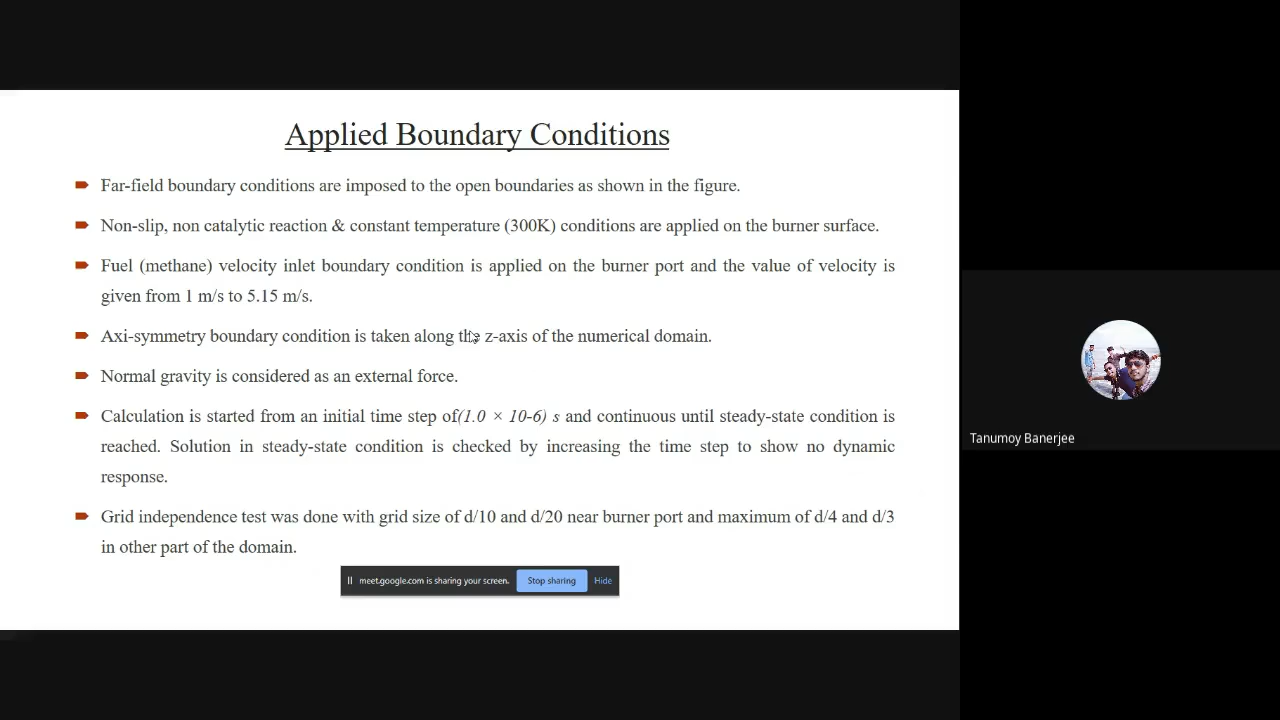 Applied Boundary Conditions
Far-field boundary conditions are imposed to the open boundaries as shown in the figure.
Non-slip, non catalytic reaction & constant temperature (300K) conditions are applied on the burner surface.
Fuel (methane) velocity inlet boundary condition is applied on the burner port and the value of velocity is
given from 1 m/s to 5.15 m/s.
Axi-symmetry boundary condition is taken along the z-axis of the numerical domain.
Normal gravity is considered as an external force.
Calculation is started from an initial time step of(1.0 × 10-6) s and continuous until steady-state condition is
reached. Solution in steady-state condition is checked by increasing the time step to show no dynamic
response.
Grid independence test was done with grid size of d/10 and d/20 near burner port and maximum of d/4 and d/3
in other part of the domain.
meet.google.com is sharing your screen. Stop sharing Hide
Tanumoy Banerjee